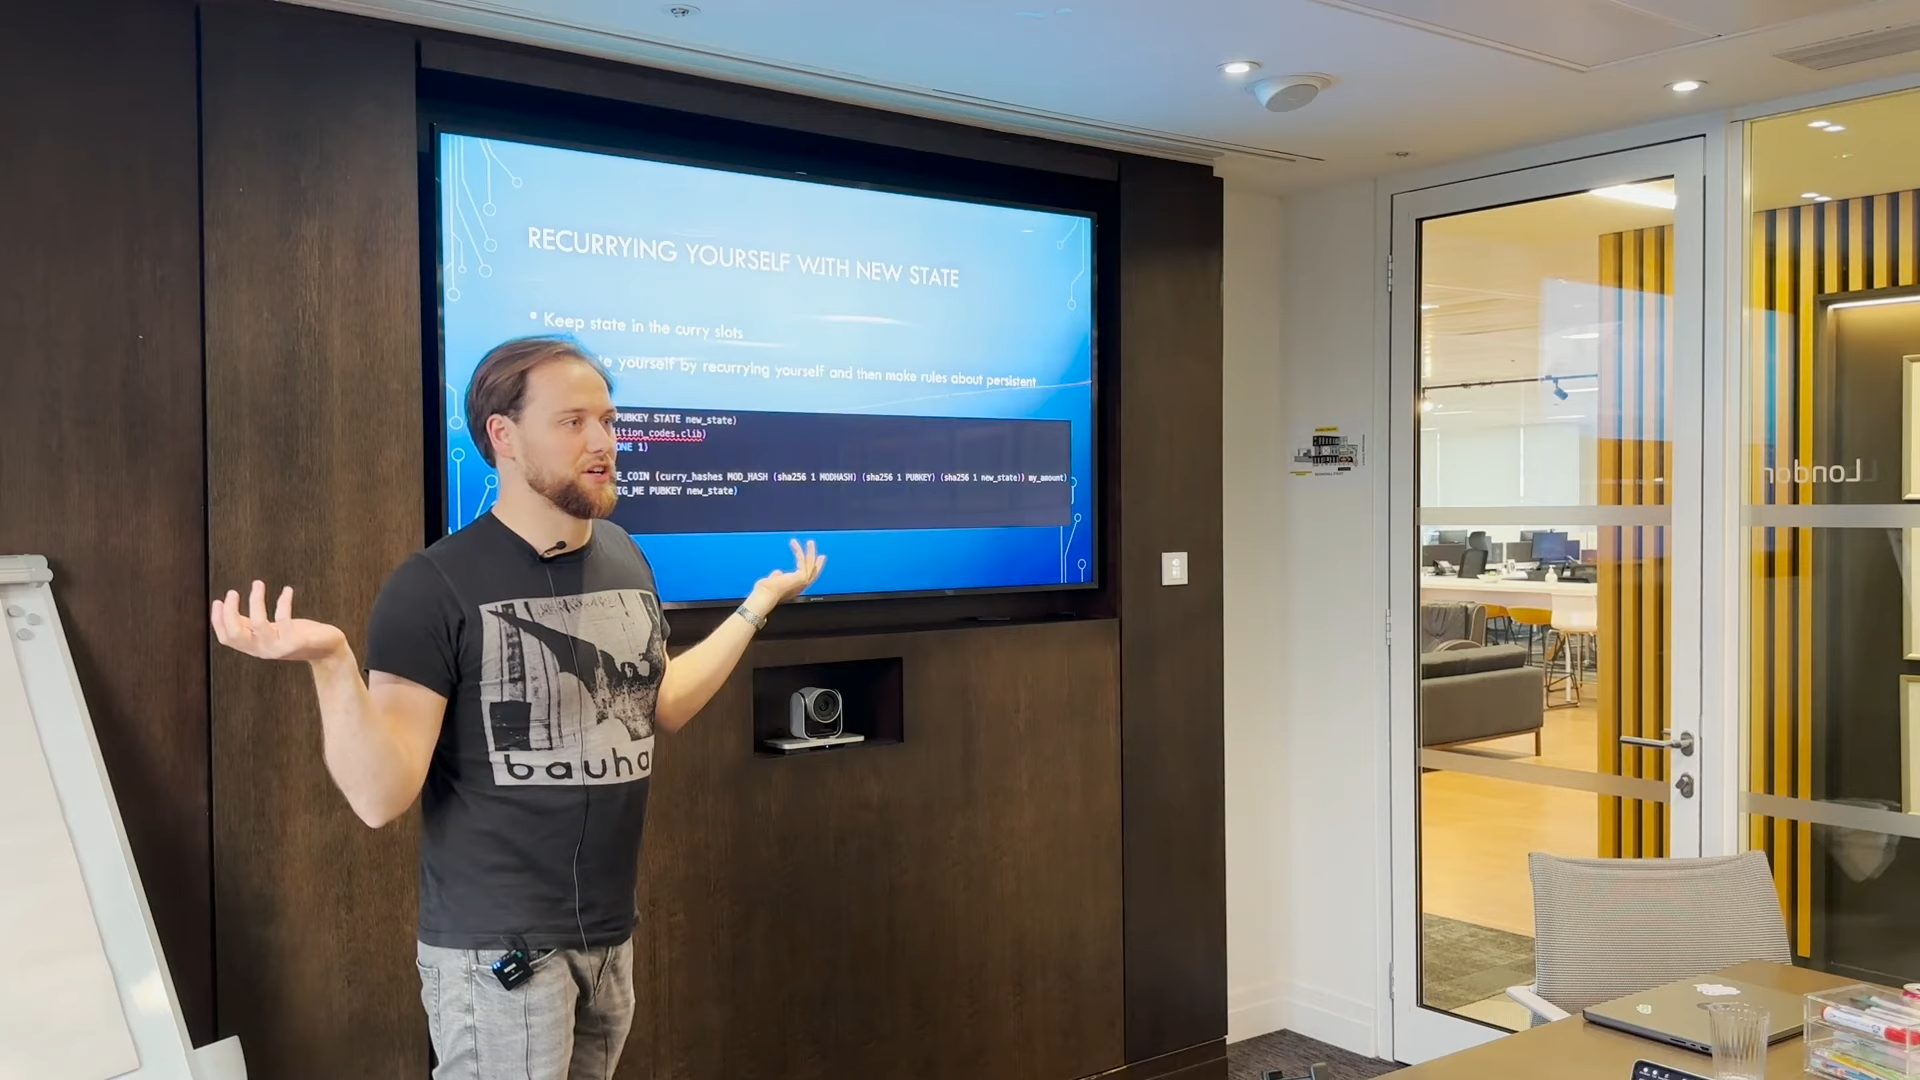 RECURRYING YOURSELF WITH NEW STATE
• Keep state in the curry slots
te yourself by recurrying yourself and then make rules about persistent
PUBKEY STATE new_state)
ition_codes.clib)
ONE 1)
E_COIN (curry_hashes MOD_HASH (sha256 1 MODHASH) (sha256 1 PUBKEY) (sha256 1 new_state)) my_amount)
IG_ME PUBKEY new_state)
bauha
London